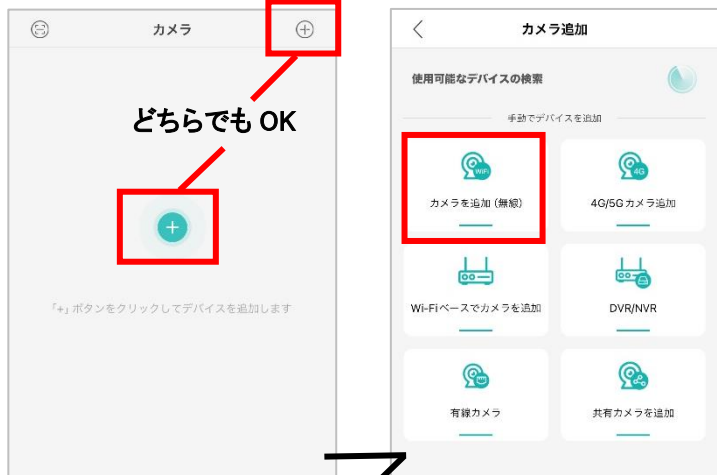 カメラ
どちらでも OK
「+」ボタンをクリックしてデバイスを追加します
カメラ追加
使用可能なデバイスの検索
手動でデバイスを追加
WiFi
4G
カメラを追加 (無線)
4G/5G カメラ追加
Wi-Fiベースでカメラを追加
DVR/NVR
有線カメラ
共有カメラを追加